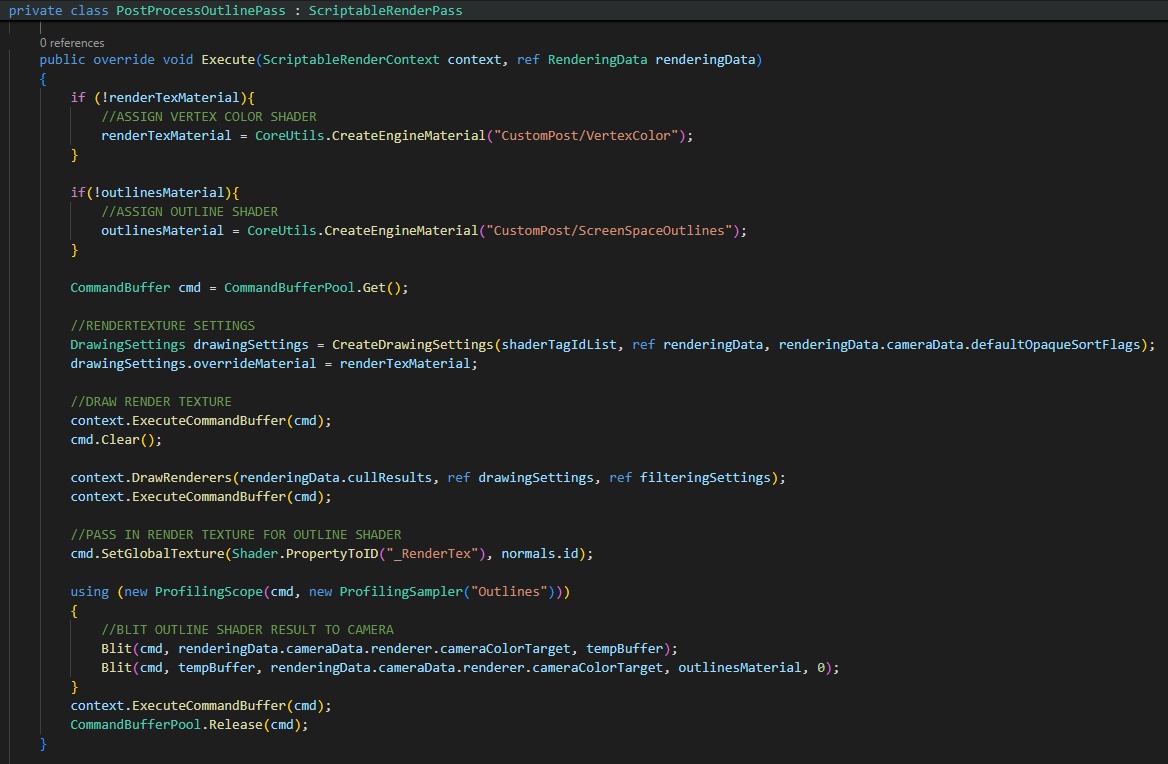 private class PostProcessOutlinePass : ScriptableRenderPass
0 references
public override void Execute(ScriptableRenderContext context, ref RenderingData renderingData)
{
if (!renderTexMaterial){
//ASSIGN VERTEX COLOR SHADER
renderTexMaterial = CoreUtils.CreateEngineMaterial("CustomPost/VertexColor");
}
if(!outlinesMaterial){
//ASSIGN OUTLINE SHADER
outlinesMaterial = CoreUtils.CreateEngineMaterial("CustomPost/ScreenSpaceOutlines");
}
CommandBuffer cmd = CommandBufferPool.Get();
//RENDERTEXTURE SETTINGS
DrawingSettings drawingSettings = CreateDrawingSettings(shaderTagIdList, ref renderingData, renderingData.cameraData.defaultOpaqueSortFlags);
drawingSettings.overrideMaterial = renderTexMaterial;
//DRAW RENDER TEXTURE
context.ExecuteCommandBuffer(cmd);
cmd.Clear();
context.DrawRenderers(renderingData.cullResults, ref drawingSettings, ref filteringSettings);
context.ExecuteCommandBuffer(cmd);
//PASS IN RENDER TEXTURE FOR OUTLINE SHADER
cmd.SetGlobalTexture(Shader.PropertyToID("_RenderTex"), normals.id);
using (new ProfilingScope(cmd, new ProfilingSampler("Outlines")))
{
//BLIT OUTLINE SHADER RESULT TO CAMERA
Blit(cmd, renderingData.cameraData.renderer.cameraColorTarget, tempBuffer);
Blit(cmd, tempBuffer, renderingData.cameraData.renderer.cameraColorTarget, outlinesMaterial, 0);
}
context.ExecuteCommandBuffer(cmd);
CommandBufferPool.Release(cmd);
}